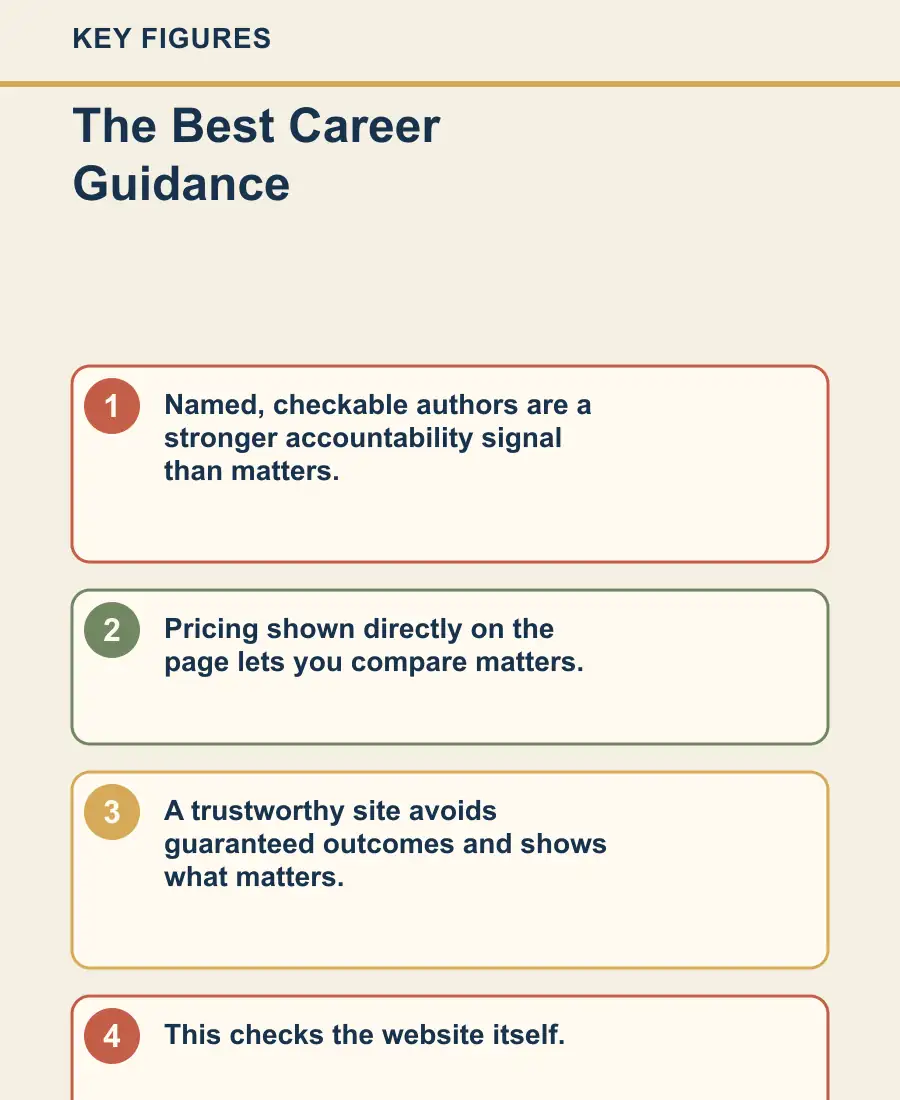 KEY FIGURES
The Best Career
Guidance
1
Named, checkable authors are a
stronger accountability signal
than matters.
2
Pricing shown directly on the
page lets you compare matters.
3
A trustworthy site avoids
guaranteed outcomes and shows
what matters.
4
This checks the website itself.